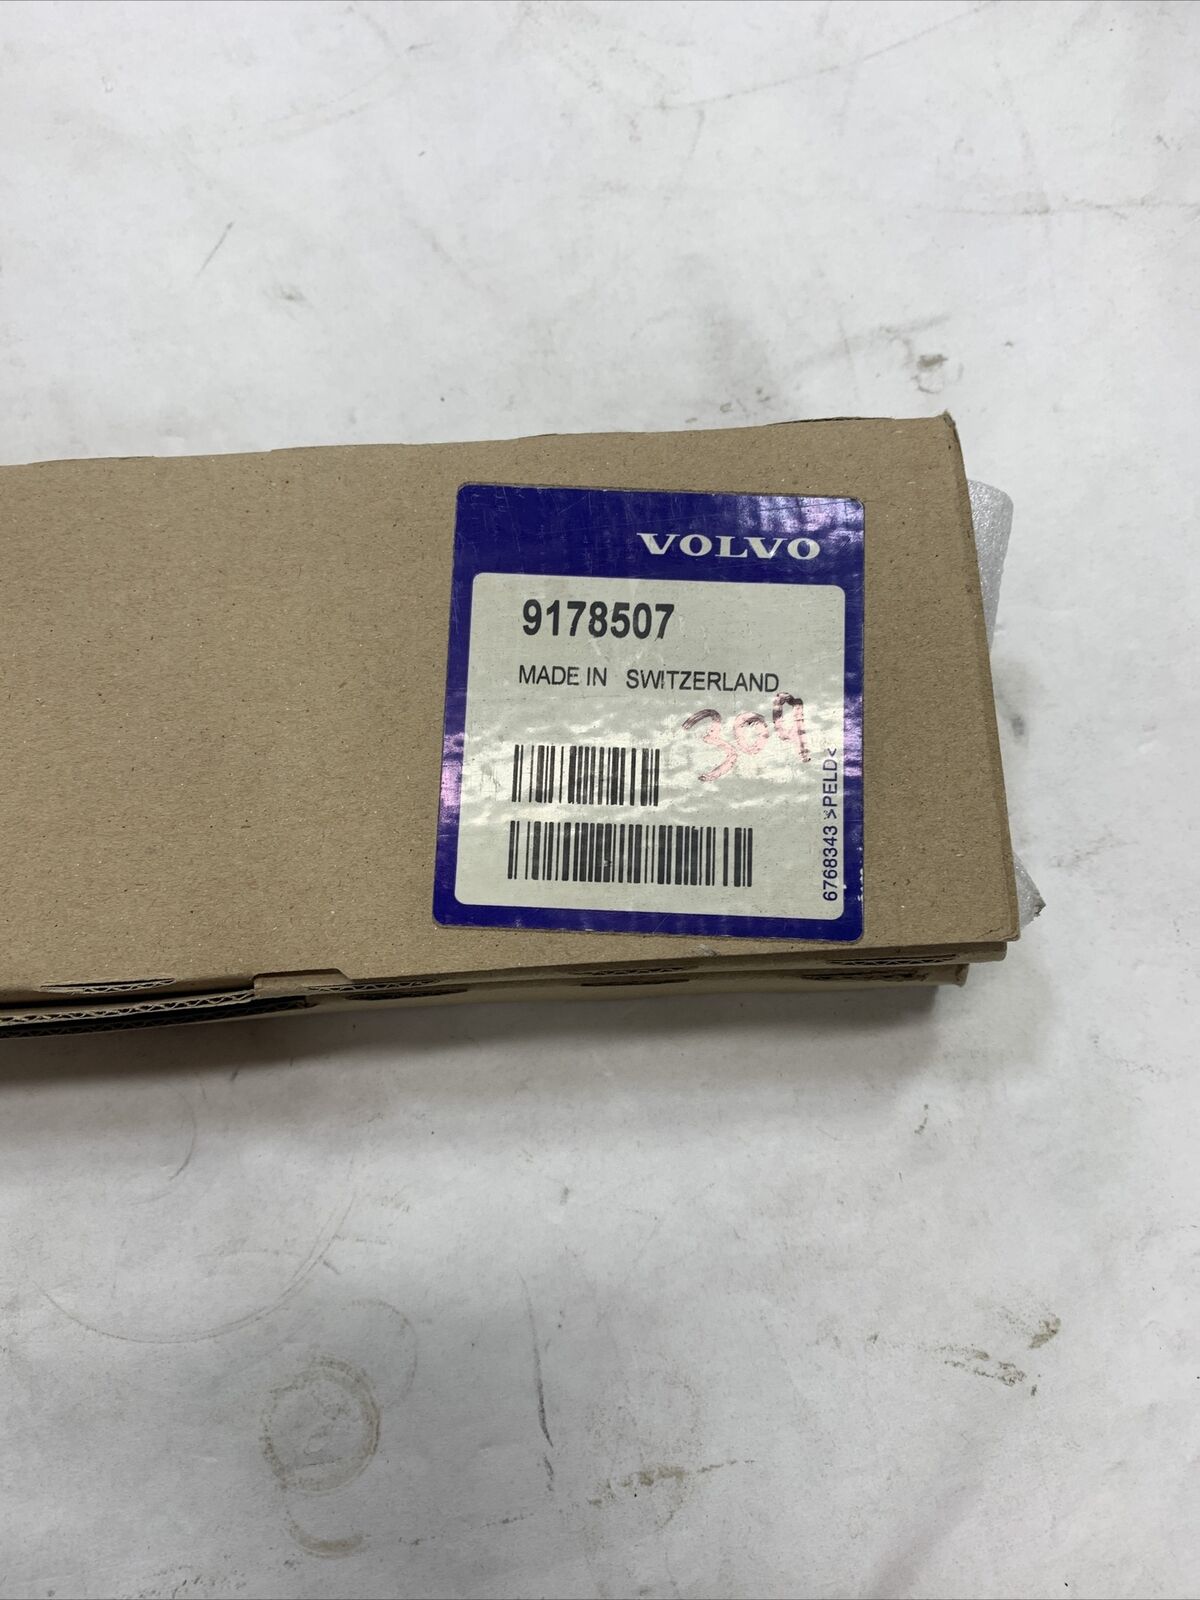 VOLVO
9178507
MADE IN SWITZERLAND
309
6768343 >PELD<